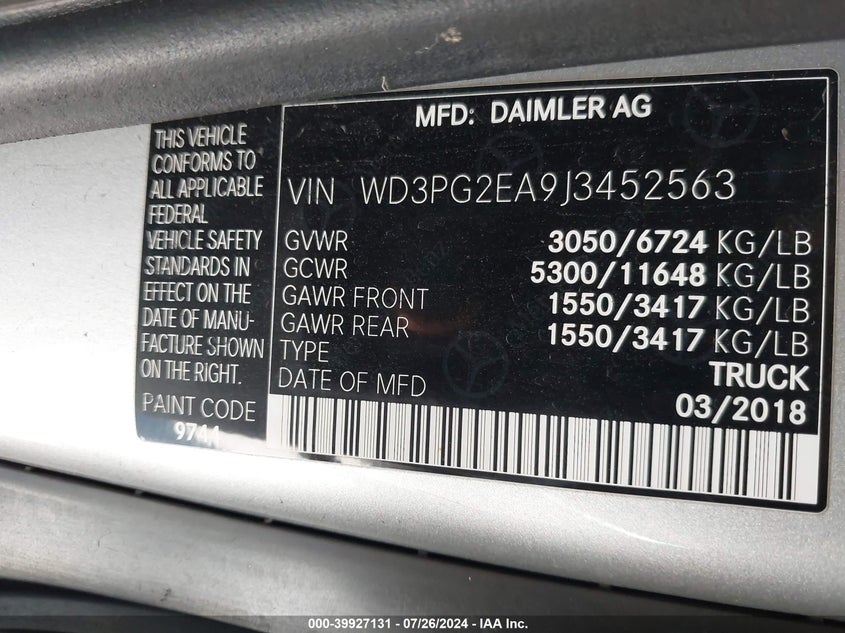 MFD: DAIMLER AG
THIS VEHICLE
CONFORMS TO
ALL APPLICABLE
FEDERAL
VEHICLE SAFETY
STANDARDS IN
EFFECT ON THE
DATE OF MANU-
FACTURE SHOWN
ON THE RIGHT.
PAINT CODE
9744
VIN WD3PG2EA9J3452563
GVWR 3050/6724 KG/LB
GCWR 5300/11648 KG/LB
GAWR FRONT 1550/3417 KG/LB
GAWR REAR 1550/3417 KG/LB
TYPE TRUCK
DATE OF MFD 03/2018
000-39927131 - 07/26/2024 - IAA Inc.